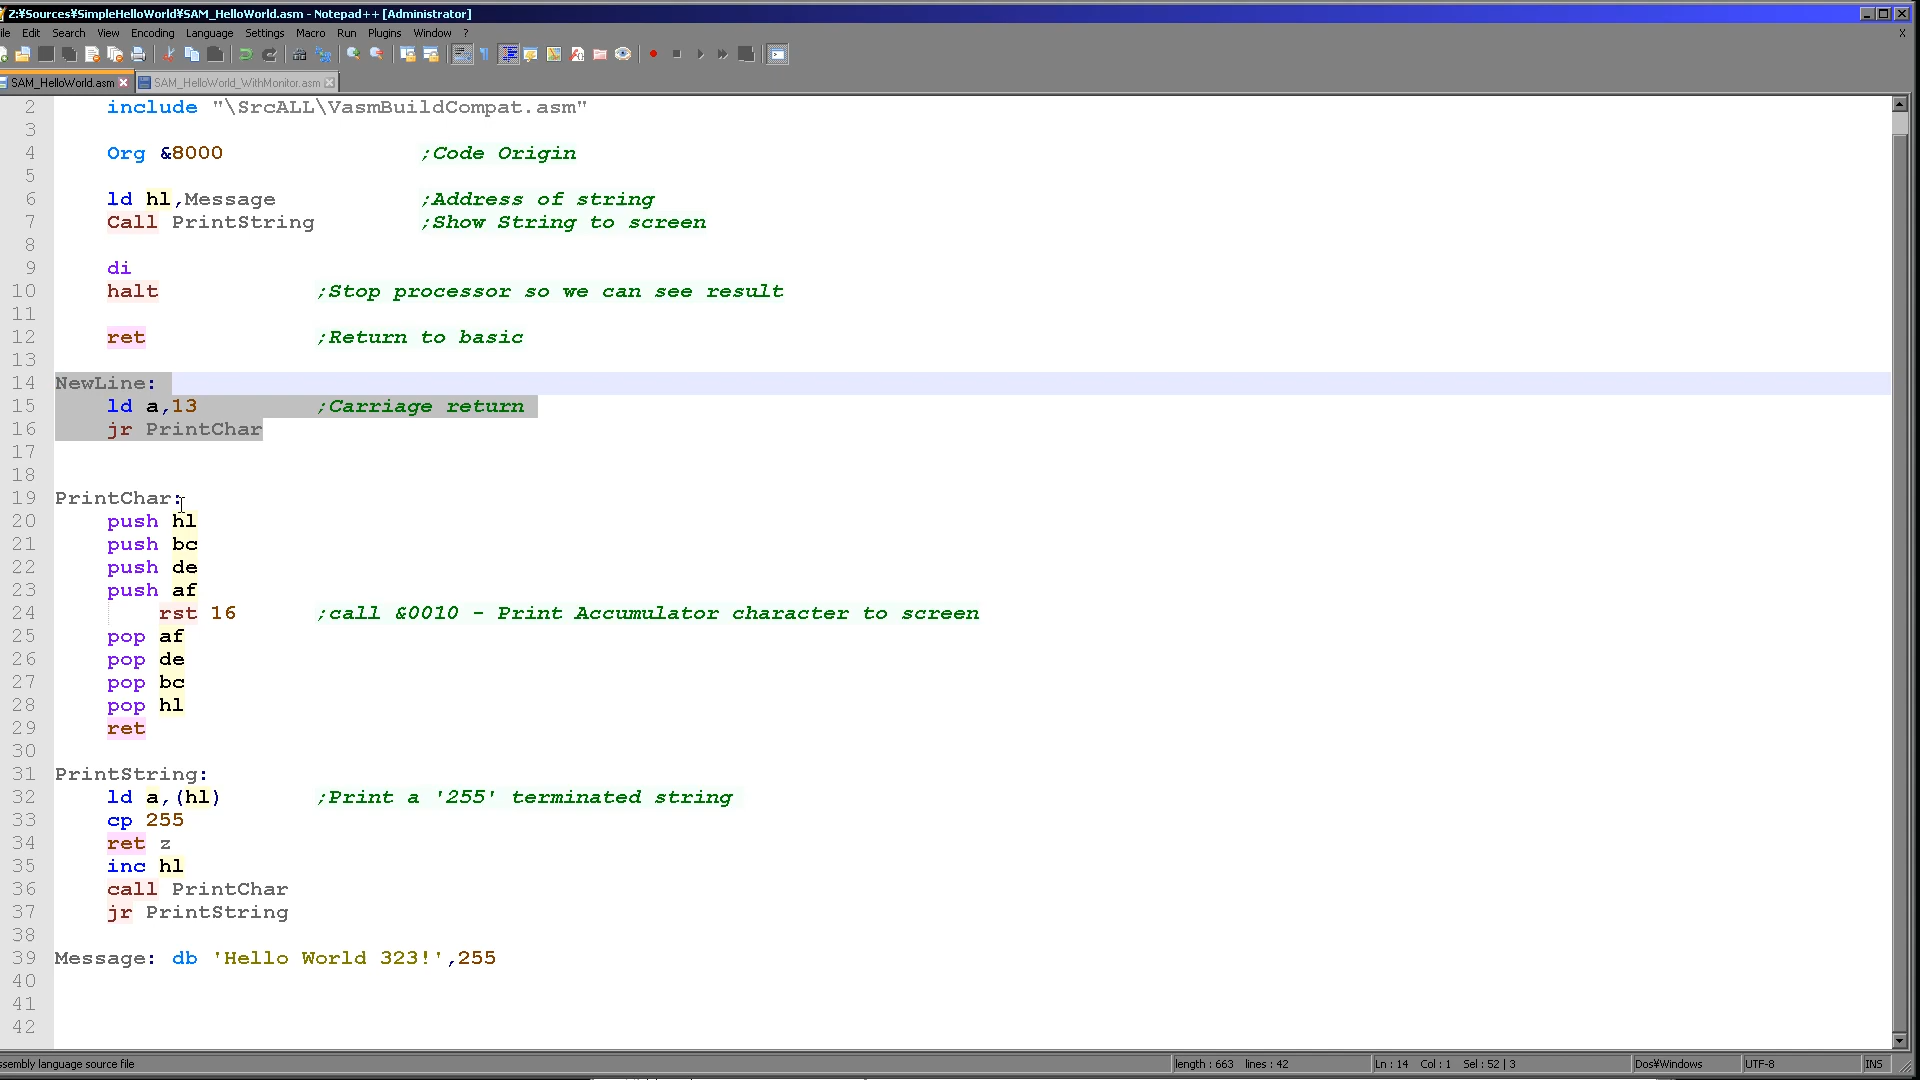 Z:¥Sources¥SimpleHelloWorld¥SAM_HelloWorld.asm - Notepad++ [Administrator]
ile Edit Search View Encoding Language Settings Macro Run Plugins Window ? X
SAM_HelloWorld.asm SAM_HelloWorld_WithMonitor.asm
2 include "\SrcALL\VasmBuildCompat.asm"
3
4 Org &8000 ;Code Origin
5
6 ld hl,Message ;Address of string
7 Call PrintString ;Show String to screen
8
9 di
10 halt ;Stop processor so we can see result
11
12 ret ;Return to basic
13
14 NewLine:
15 ld a,13 ;Carriage return
16 jr PrintChar
17
18
19 PrintChar:
20 push hl
21 push bc
22 push de
23 push af
24 rst 16 ;call &0010 - Print Accumulator character to screen
25 pop af
26 pop de
27 pop bc
28 pop hl
29 ret
30
31 PrintString:
32 ld a,(hl) ;Print a '255' terminated string
33 cp 255
34 ret z
35 inc hl
36 call PrintChar
37 jr PrintString
38
39 Message: db 'Hello World 323!',255
40
41
42
ssembly language source file length : 663 lines : 42 Ln : 14 Col : 1 Sel : 52 | 3 Dos¥Windows UTF-8 INS